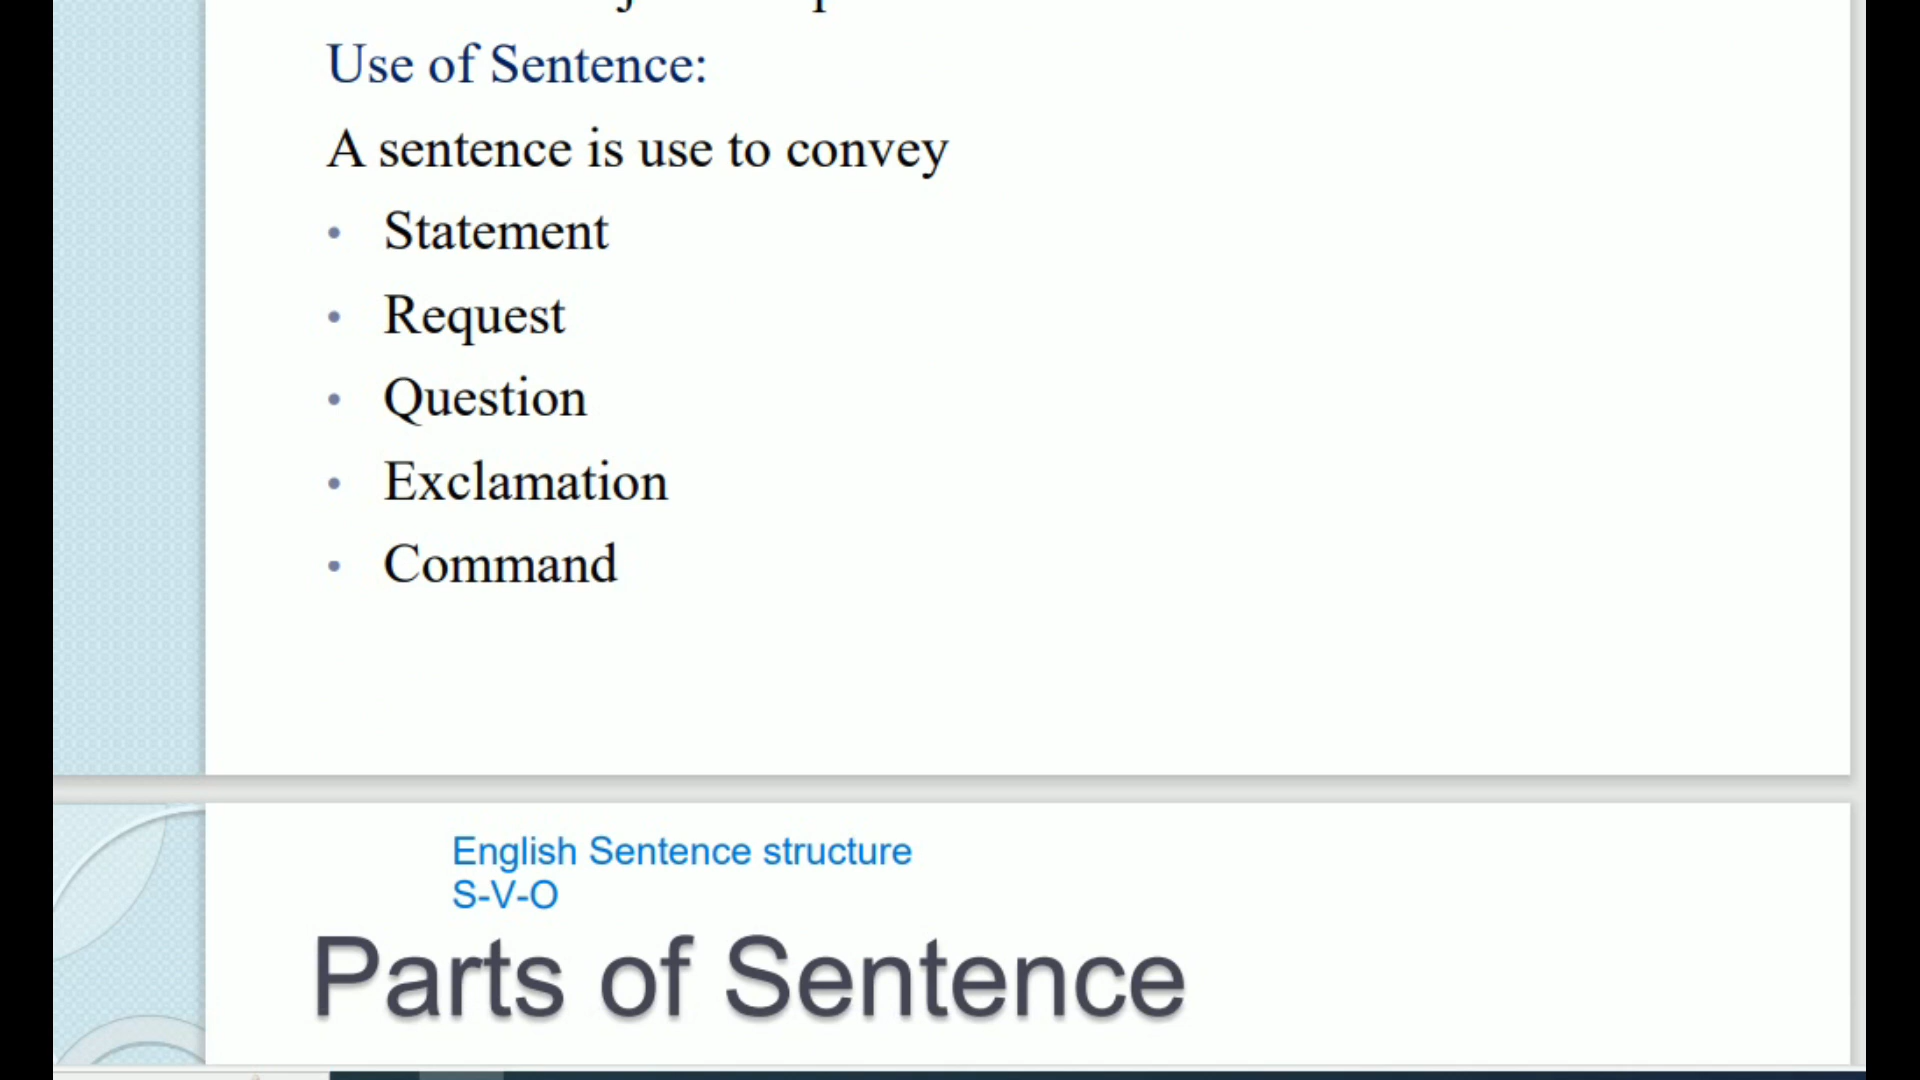 Use of Sentence:
A sentence is use to convey
• Statement
• Request
• Question
• Exclamation
• Command
English Sentence structure
S-V-O
Parts of Sentence